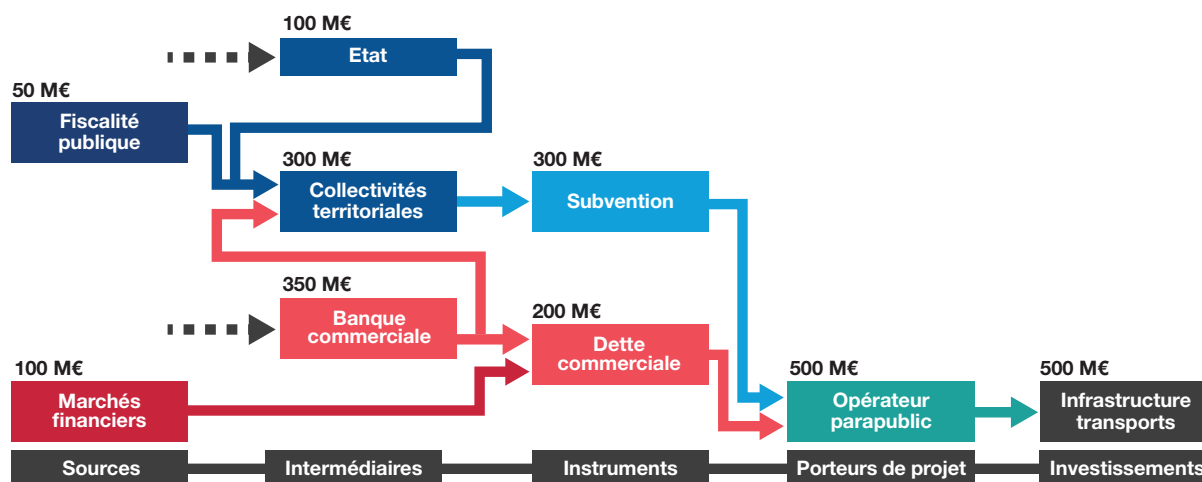 100 M€
Etat
50 M€
Fiscalité
publique
300 M€
Collectivités
territoriales
300 M€
Subvention
350 M€
Banque
commerciale
200 M€
Dette
commerciale
100 M€
Marchés
financiers
500 M€
Opérateur
parapublic
500 M€
Infrastructure
transports
Sources
Intermédiaires
Instruments
Porteurs de projet
Investissements